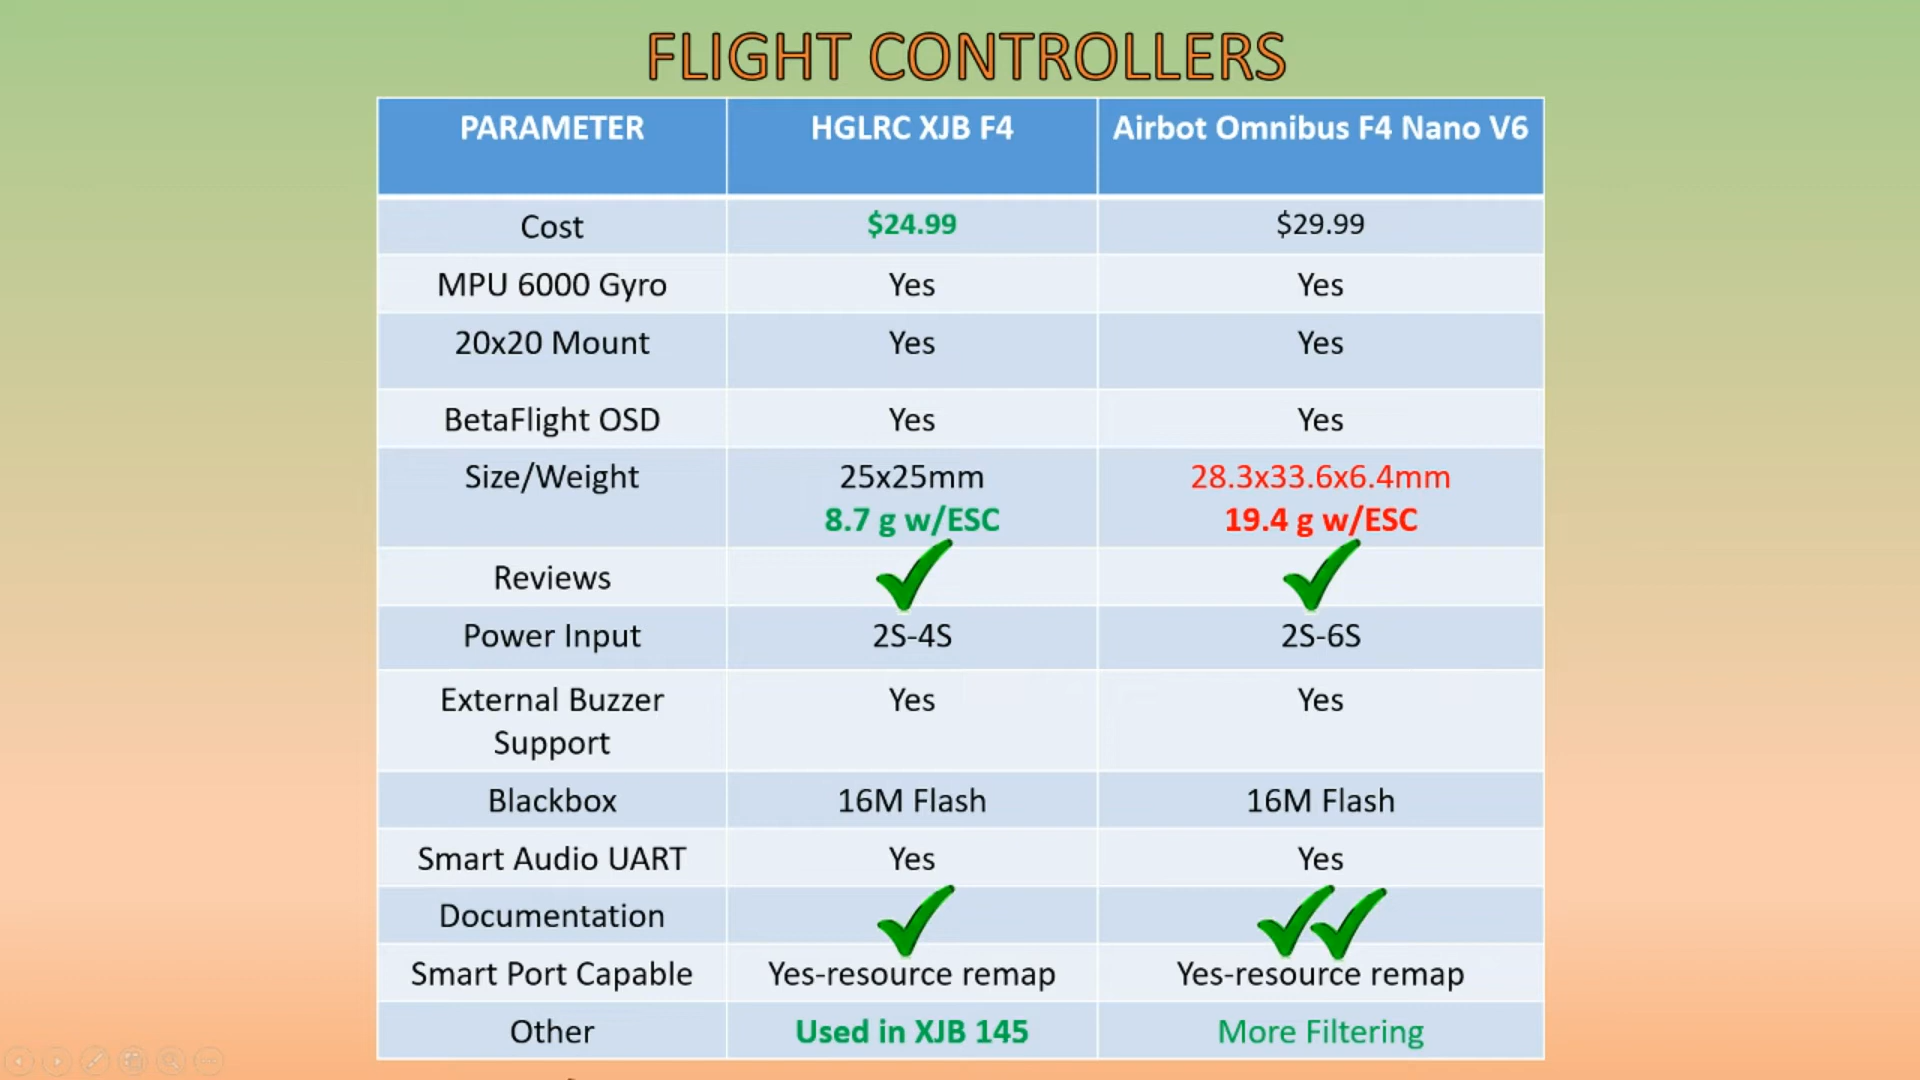 FLIGHT CONTROLLERS
PARAMETER HGLRC XJB F4 Airbot Omnibus F4 Nano V6
Cost $24.99 $29.99
MPU 6000 Gyro Yes Yes
20x20 Mount Yes Yes
BetaFlight OSD Yes Yes
Size/Weight 25x25mm 28.3x33.6x6.4mm
8.7 g w/ESC 19.4 g w/ESC
Reviews
Power Input 2S-4S 2S-6S
External Buzzer Yes Yes
Support
Blackbox 16M Flash 16M Flash
Smart Audio UART Yes Yes
Documentation
Smart Port Capable Yes-resource remap Yes-resource remap
Other Used in XJB 145 More Filtering